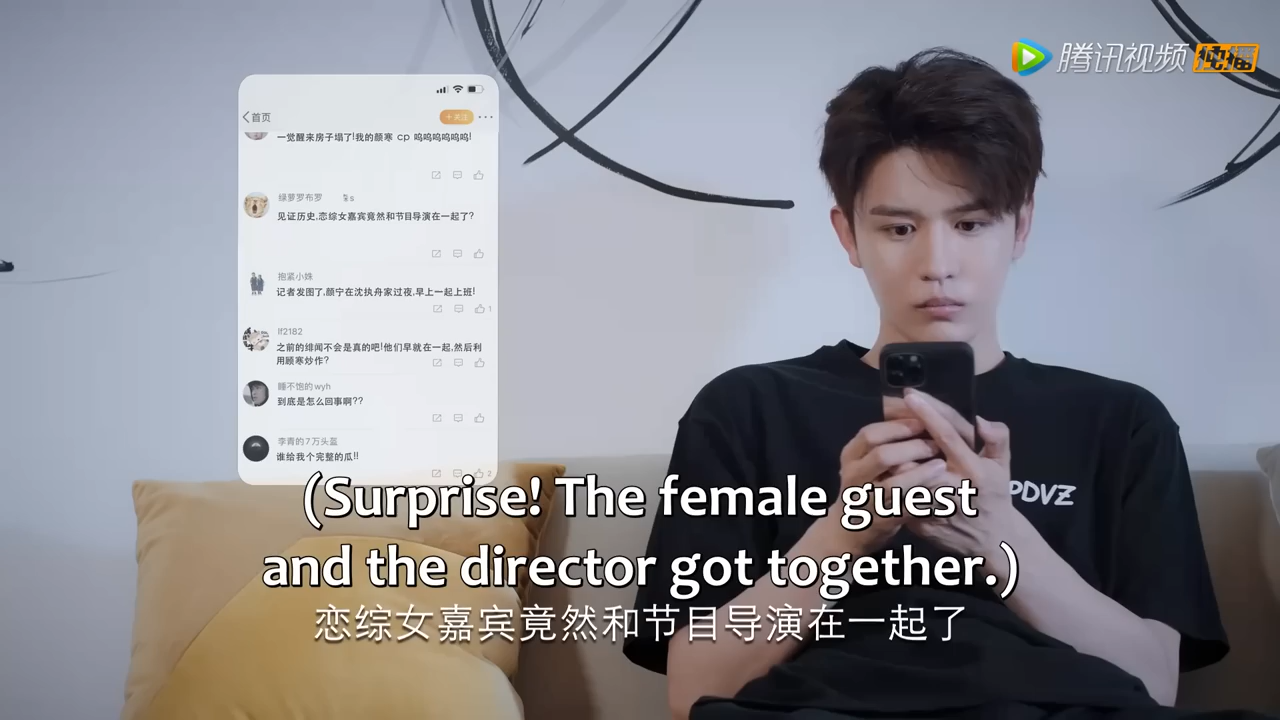 腾讯视频 独播
首页
+ 关注
一觉醒来房子塌了!我的颜寒 cp 呜呜呜呜呜呜!
绿萝罗布罗
见证历史,恋综女嘉宾竟然和节目导演在一起了?
抱紧小姝
记者发图了,颜宁在沈执舟家过夜,早上一起上班!
1
lf2182
之前的绯闻不会是真的吧!他们早就在一起,然后利
用顾寒炒作?
睡不饱的wyh
到底是怎么回事啊??
李青的7万头盔
谁给我个完整的瓜!!
2
PDVZ
(Surprise! The female guest
and the director got together.)
恋综女嘉宾竟然和节目导演在一起了